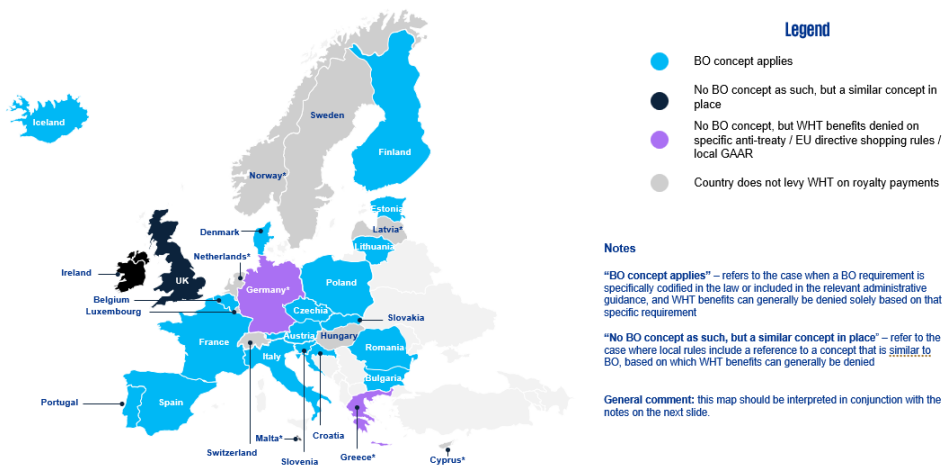 Legend
BO concept applies
No BO concept as such, but a similar concept in
place
No BO concept, but WHT benefits denied on
specific anti-treaty / EU directive shopping rules /
local GAAR
Country does not levy WHT on royalty payments
Iceland
Sweden
Finland
Norway*
Estonia
Latvia*
Lithuania
Denmark
Netherlands*
Ireland
UK
Germany*
Poland
Belgium
Luxembourg
Czechia
Slovakia
France
Austria
Hungary
Italy
Romania
Bulgaria
Portugal
Spain
Switzerland
Malta*
Slovenia
Croatia
Greece*
Cyprus*
Notes
“BO concept applies” – refers to the case when a BO requirement is
specifically codified in the law or included in the relevant administrative
guidance, and WHT benefits can generally be denied solely based on that
specific requirement
“No BO concept as such, but a similar concept in place” – refer to the
case where local rules include a reference to a concept that is similar to
BO, based on which WHT benefits can generally be denied
General comment: this map should be interpreted in conjunction with the
notes on the next slide.